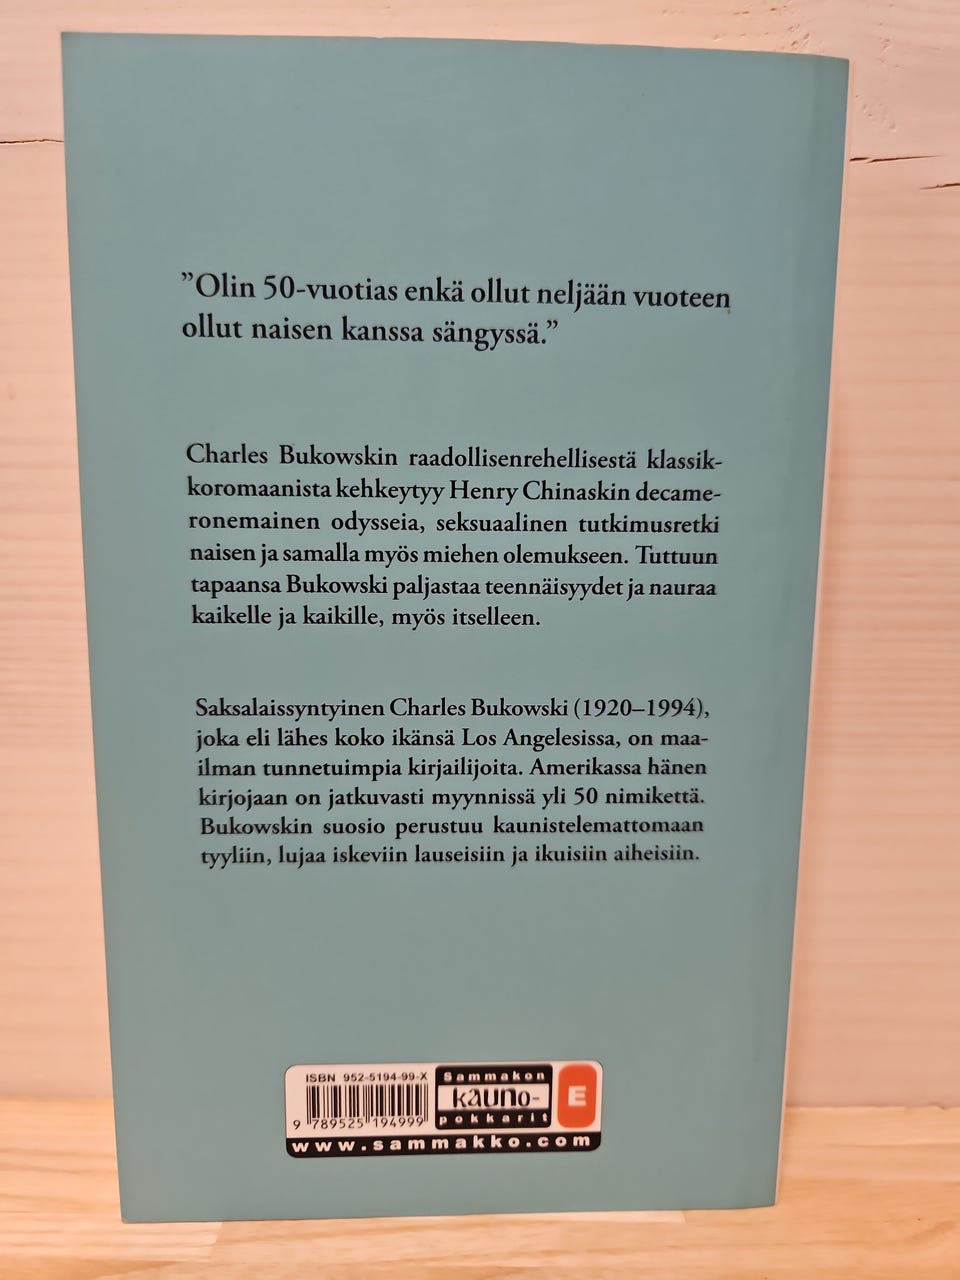 ”Olin 50-vuotias enkä ollut neljään vuoteen
ollut naisen kanssa sängyssä.”
Charles Bukowskin raadollisenrehellisestä klassik-
koromaanista kehkeytyy Henry Chinaskin decame-
ronemainen odysseia, seksuaalinen tutkimusretki
naisen ja samalla myös miehen olemukseen. Tuttuun
tapaansa Bukowski paljastaa teennäisyydet ja nauraa
kaikelle ja kaikille, myös itselleen.
Saksalaissyntyinen Charles Bukowski (1920–1994),
joka eli lähes koko ikänsä Los Angelesissa, on maa-
ilman tunnetuimpia kirjailijoita. Amerikassa hänen
kirjojaan on jatkuvasti myynnissä yli 50 nimikettä.
Bukowskin suosio perustuu kaunistelemattomaan
tyyliin, lujaa iskeviin lauseisiin ja ikuisiin aiheisiin.
ISBN 952-5194-99-X
9 789525 194999
Sammakon
kauno-
pokkarit
E
www.sammakko.com